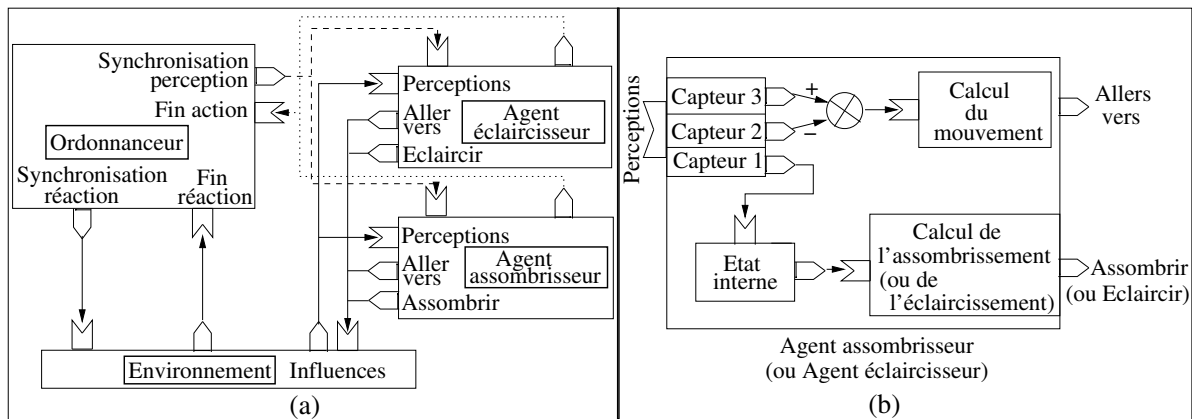 Synchronisation
perception
Fin action
Ordonnanceur
Synchronisation
réaction
Fin
réaction
Perceptions
Aller
vers
Eclaircir
Agent
éclaircisseur
Perceptions
Aller
vers
Assombrir
Agent
assombrisseur
Environnement
Influences
(a)
Perceptions
Capteur 3
Capteur 2
Capteur 1
+
−
Calcul
du
mouvement
Allers
vers
Etat
interne
Calcul de
l'assombrissement
(ou de
l'éclaircissement)
Assombrir
(ou Eclaircir)
Agent assombrisseur
(ou Agent éclaircisseur)
(b)